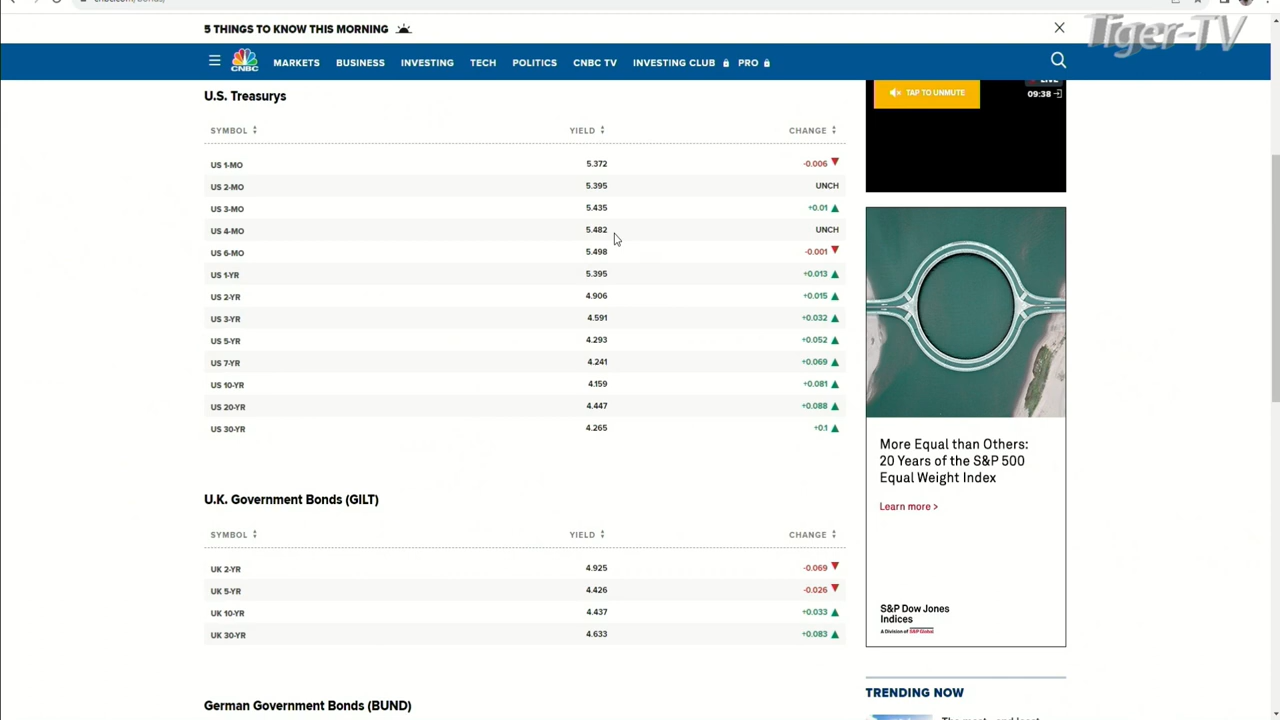 5 THINGS TO KNOW THIS MORNING
Tiger-TV
CNBC
MARKETS BUSINESS INVESTING TECH POLITICS CNBC TV INVESTING CLUB PRO
U.S. Treasurys
SYMBOL YIELD CHANGE
US 1-MO 5.372 -0.006
US 2-MO 5.395 UNCH
US 3-MO 5.435 +0.01
US 4-MO 5.482 UNCH
US 6-MO 5.498 -0.001
US 1-YR 5.395 +0.013
US 2-YR 4.906 +0.015
US 3-YR 4.591 +0.032
US 5-YR 4.293 +0.052
US 7-YR 4.241 +0.069
US 10-YR 4.159 +0.081
US 20-YR 4.447 +0.088
US 30-YR 4.265 +0.1
U.K. Government Bonds (GILT)
SYMBOL YIELD CHANGE
UK 2-YR 4.925 -0.069
UK 5-YR 4.426 -0.026
UK 10-YR 4.437 +0.033
UK 30-YR 4.633 +0.083
German Government Bonds (BUND)
TAP TO UNMUTE
LIVE
09:38
More Equal than Others:
20 Years of the S&P 500
Equal Weight Index
Learn more >
S&P Dow Jones
Indices
A Division of S&P Global
TRENDING NOW